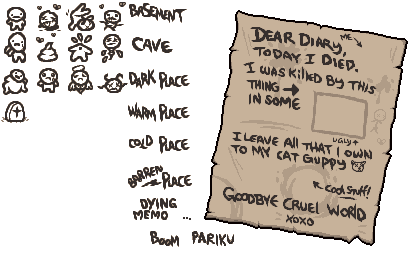 BASEMENT
CAVE
DARK PLACE
WARM PLACE
COLD PLACE
BARREN PLACE
DYING
MEMO ...
BOOM PARIKU
DEAR DIARY,
ME
TODAY I DIED.
I WAS KILLED BY THIS
THING →
IN SOME
UGLY↑
I LEAVE ALL THAT I OWN
TO MY CAT GUPPY
↖ COOL STUFF!
GOODBYE CRUEL WORLD
XOXO